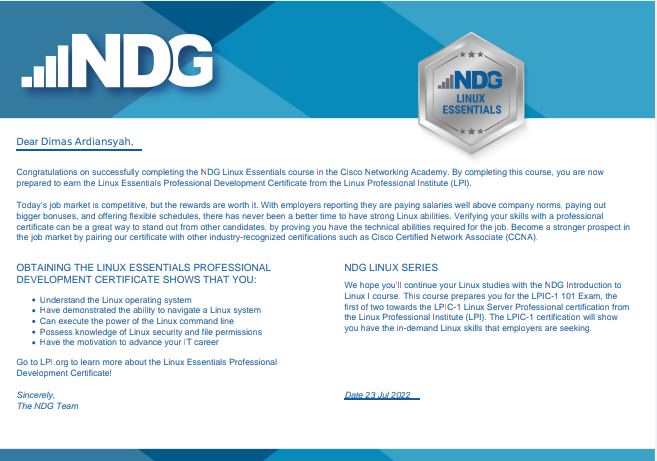 NDG
NDG
LINUX
ESSENTIALS
Dear Dimas Ardiansyah,
Congratulations on successfully completing the NDG Linux Essentials course in the Cisco Networking Academy. By completing this course, you are now
prepared to earn the Linux Essentials Professional Development Certificate from the Linux Professional Institute (LPI).
Today's job market is competitive, but the rewards are worth it. With employers reporting they are paying salaries well above company norms, paying out
bigger bonuses, and offering flexible schedules, there has never been a better time to have strong Linux abilities. Verifying your skills with a professional
certificate can be a great way to stand out from other candidates, by proving you have the technical abilities required for the job. Become a stronger prospect in
the job market by pairing our certificate with other industry-recognized certifications such as Cisco Certified Network Associate (CCNA).
OBTAINING THE LINUX ESSENTIALS PROFESSIONAL
DEVELOPMENT CERTIFICATE SHOWS THAT YOU:
• Understand the Linux operating system
• Have demonstrated the ability to navigate a Linux system
• Can execute the power of the Linux command line
• Possess knowledge of Linux security and file permissions
• Have the motivation to advance your IT career
Go to LPI.org to learn more about the Linux Essentials Professional
Development Certificate!
Sincerely,
The NDG Team
NDG LINUX SERIES
We hope you'll continue your Linux studies with the NDG Introduction to
Linux I course. This course prepares you for the LPIC-1 101 Exam, the
first of two towards the LPIC-1 Linux Server Professional certification from
the Linux Professional Institute (LPI). The LPIC-1 certification will show
you have the in-demand Linux skills that employers are seeking.
Date 23 Jul 2022